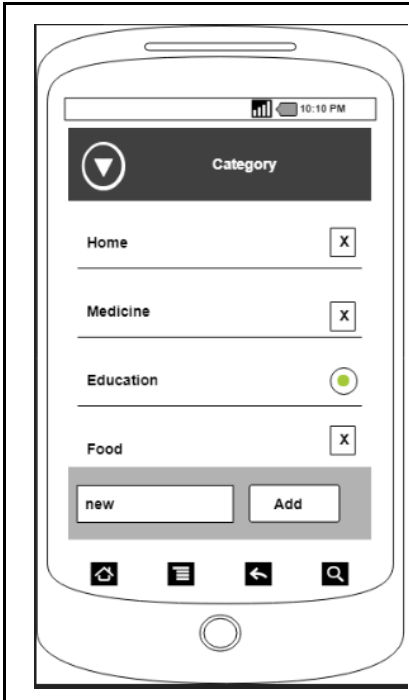 10:10 PM
Category
Home X
Medicine X
Education
Food X
new Add